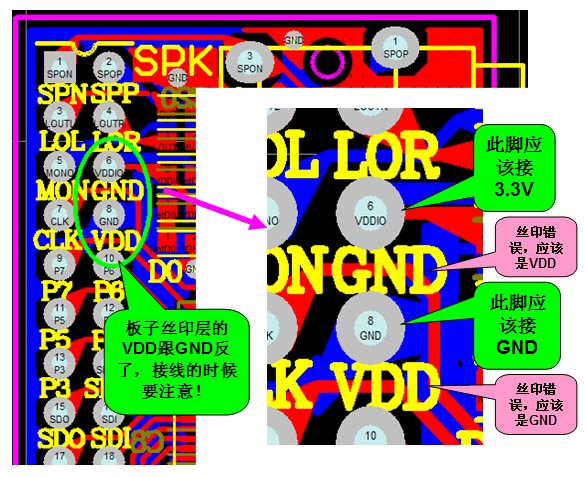 SPK
1
SPON
2
SPOP
GND
3
SPON
GND
1
SPOP
SPN SPP
3
LOUTL
4
LOUTR
LOL LOR
5
MONO
6
VDDIO
MON GND
7
CLK
8
GND
CLK VDD
9
P7
10
P6
DO
P7 P6
11
P5
12
P5
13
P3
P3
15
SDO
16
SDI
SDO SDI
17
18
板子丝印层的
VDD跟GND反
了，接线的时候
要注意！
LOUTR
OL LOR
6
VDDIO
ON GND
8
GND
LK VDD
10
此脚应
该接
3.3V
丝印错
误，应该
是VDD
此脚应
该接
GND
丝印错
误，应该
是GND